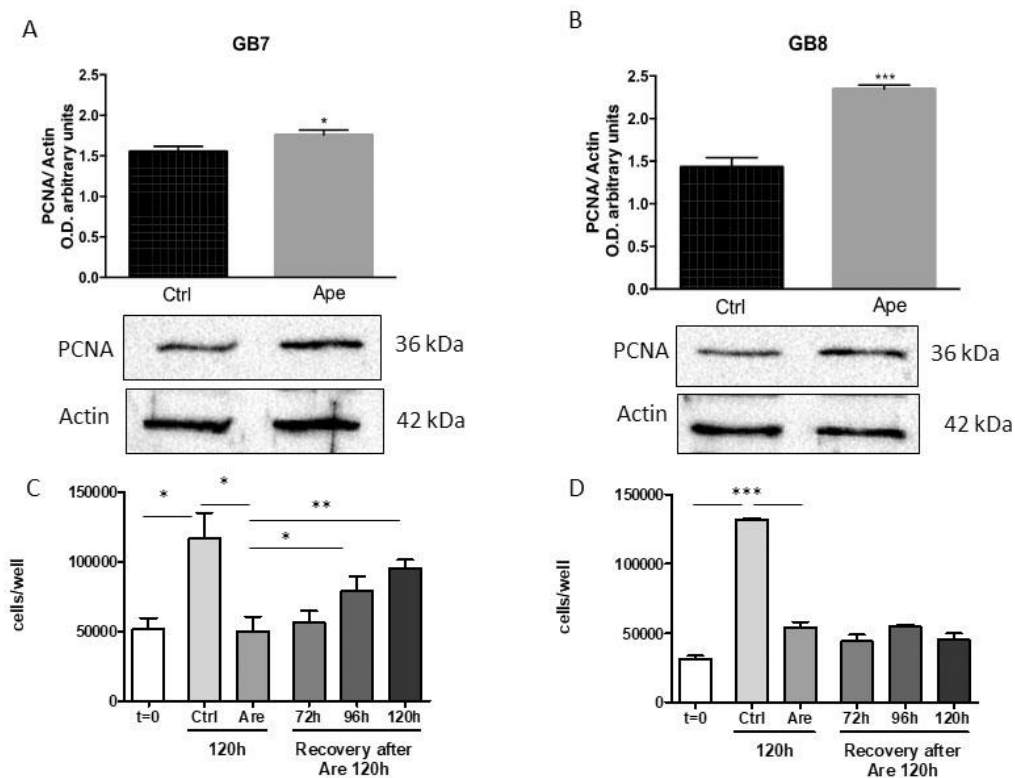 A
GB7
PCNA/ Actin
O.D. arbitrary units
2.5
2.0
1.5
1.0
0.5
0.0
*
Ctrl
Ape
PCNA
36 kDa
Actin
42 kDa
B
GB8
PCNA/ Actin
O.D. arbitrary units
2.5
2.0
1.5
1.0
0.5
0.0
***
Ctrl
Ape
PCNA
36 kDa
Actin
42 kDa
C
cells/well
150000
100000
50000
0
*
*
**
*
t=0
Ctrl
Are
72h
96h
120h
120h
Recovery after
Are 120h
D
cells/well
150000
100000
50000
0
***
t=0
Ctrl
Are
72h
96h
120h
120h
Recovery after
Are 120h